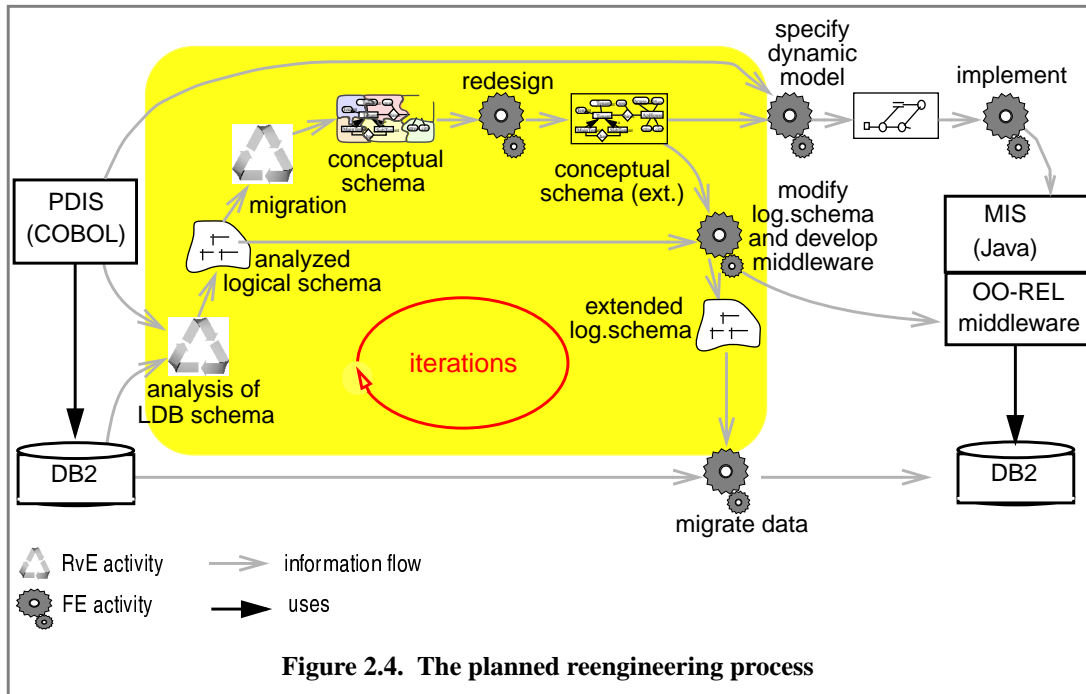 specify
dynamic
model
redesign
implement
conceptual
schema
conceptual
schema (ext.)
migration
PDIS
(COBOL)
modify
log.schema
and develop
middleware
MIS
(Java)
analyzed
logical schema
OO-REL
middleware
extended
log.schema
iterations
analysis of
LDB schema
DB2
DB2
migrate data
RvE activity
information flow
FE activity
uses
Figure 2.4. The planned reengineering process